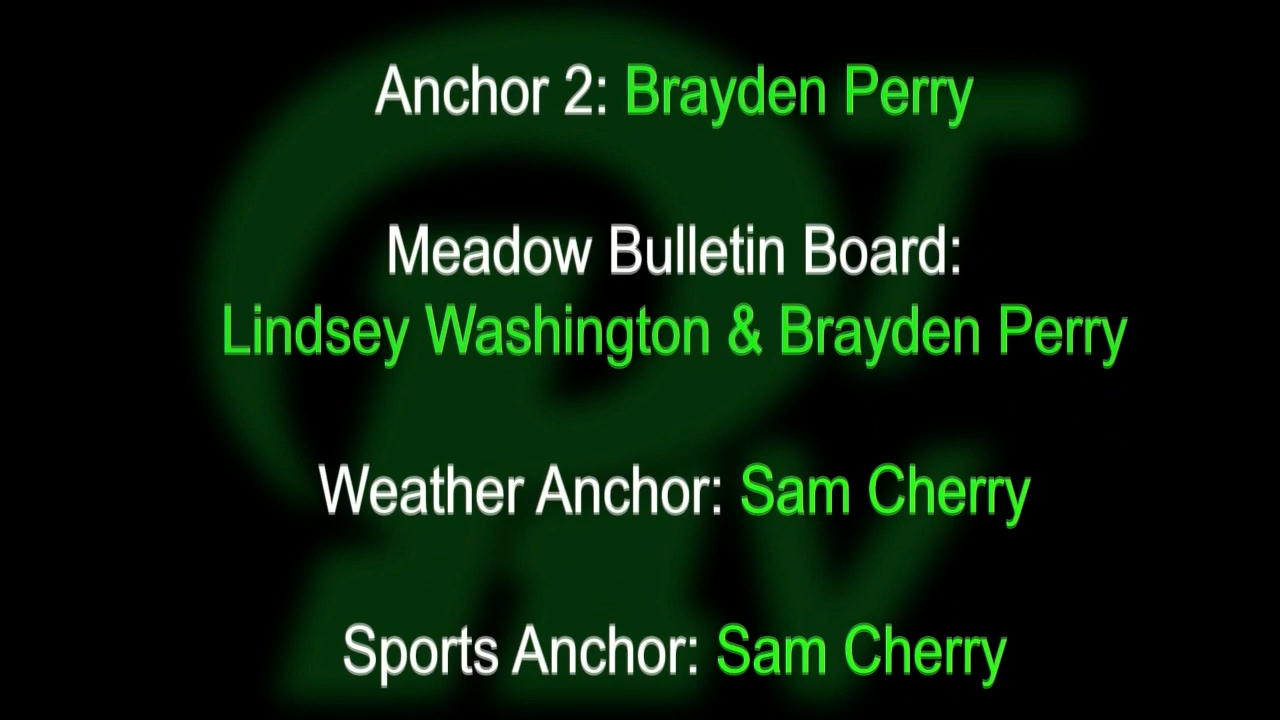 Anchor 2: Brayden Perry
Meadow Bulletin Board:
Lindsey Washington & Brayden Perry
Weather Anchor: Sam Cherry
Sports Anchor: Sam Cherry